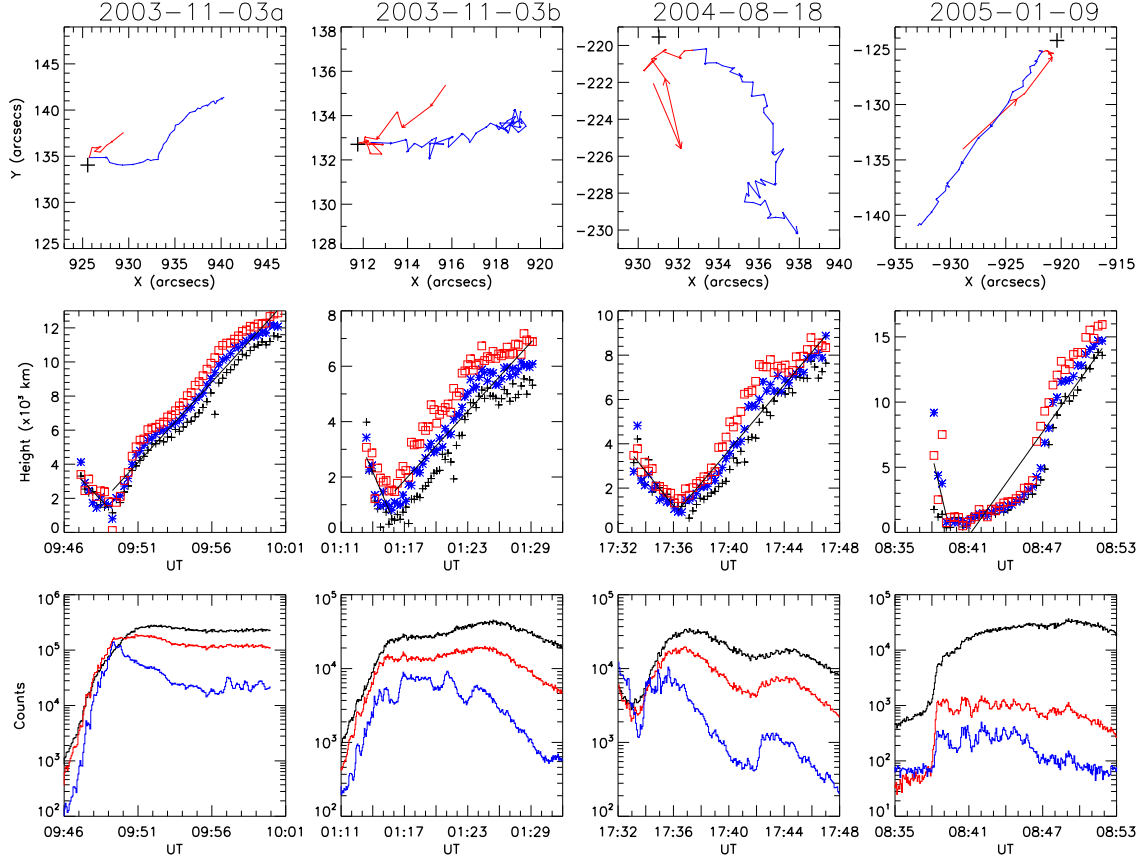 2003-11-03a 2003-11-03b 2004-08-18 2005-01-09
Y (arcsecs)
145
140
135
130
125
925 930 935 940 945
X (arcsecs)
138
136
134
132
130
128
912 914 916 918 920
X (arcsecs)
-220
-222
-224
-226
-228
-230
930 932 934 936 938 940
X (arcsecs)
-125
-130
-135
-140
-935 -930 -925 -920 -915
X (arcsecs)
Height (x10³ km)
12
10
8
6
4
2
0
09:46 09:51 09:56 10:01
UT
8
6
4
2
0
01:11 01:17 01:23 01:29
UT
10
8
6
4
2
0
17:32 17:36 17:40 17:44 17:48
UT
15
10
5
0
08:35 08:41 08:47 08:53
UT
Counts
10⁶
10⁵
10⁴
10³
10²
09:46 09:51 09:56 10:01
UT
10⁵
10⁴
10³
10²
01:11 01:17 01:23 01:29
UT
10⁵
10⁴
10³
10²
17:32 17:36 17:40 17:44 17:48
UT
10⁵
10⁴
10³
10²
10¹
08:35 08:41 08:47 08:53
UT